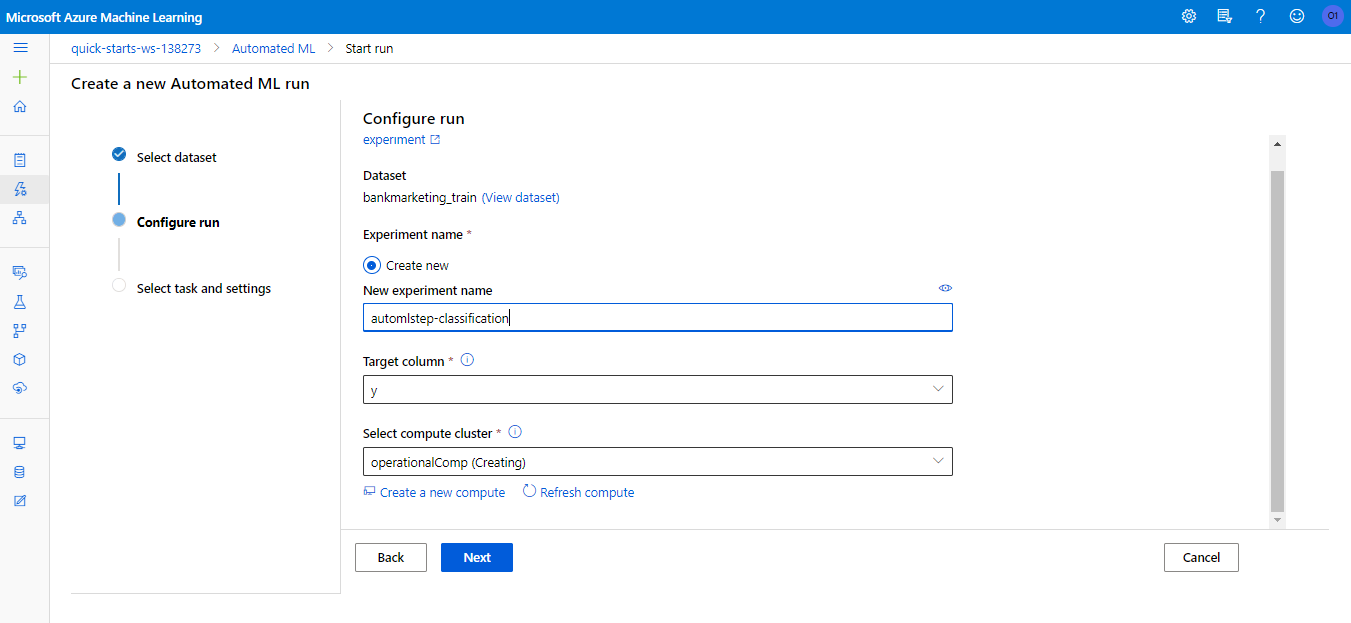 Microsoft Azure Machine Learning
01
quick-starts-ws-138273 > Automated ML > Start run
Create a new Automated ML run
Select dataset
Configure run
Select task and settings
Configure run
experiment
Dataset
bankmarketing_train (View dataset)
Experiment name *
Create new
New experiment name
automlstep-classification
Target column *
y
Select compute cluster *
operationalComp (Creating)
Create a new compute Refresh compute
Back Next Cancel